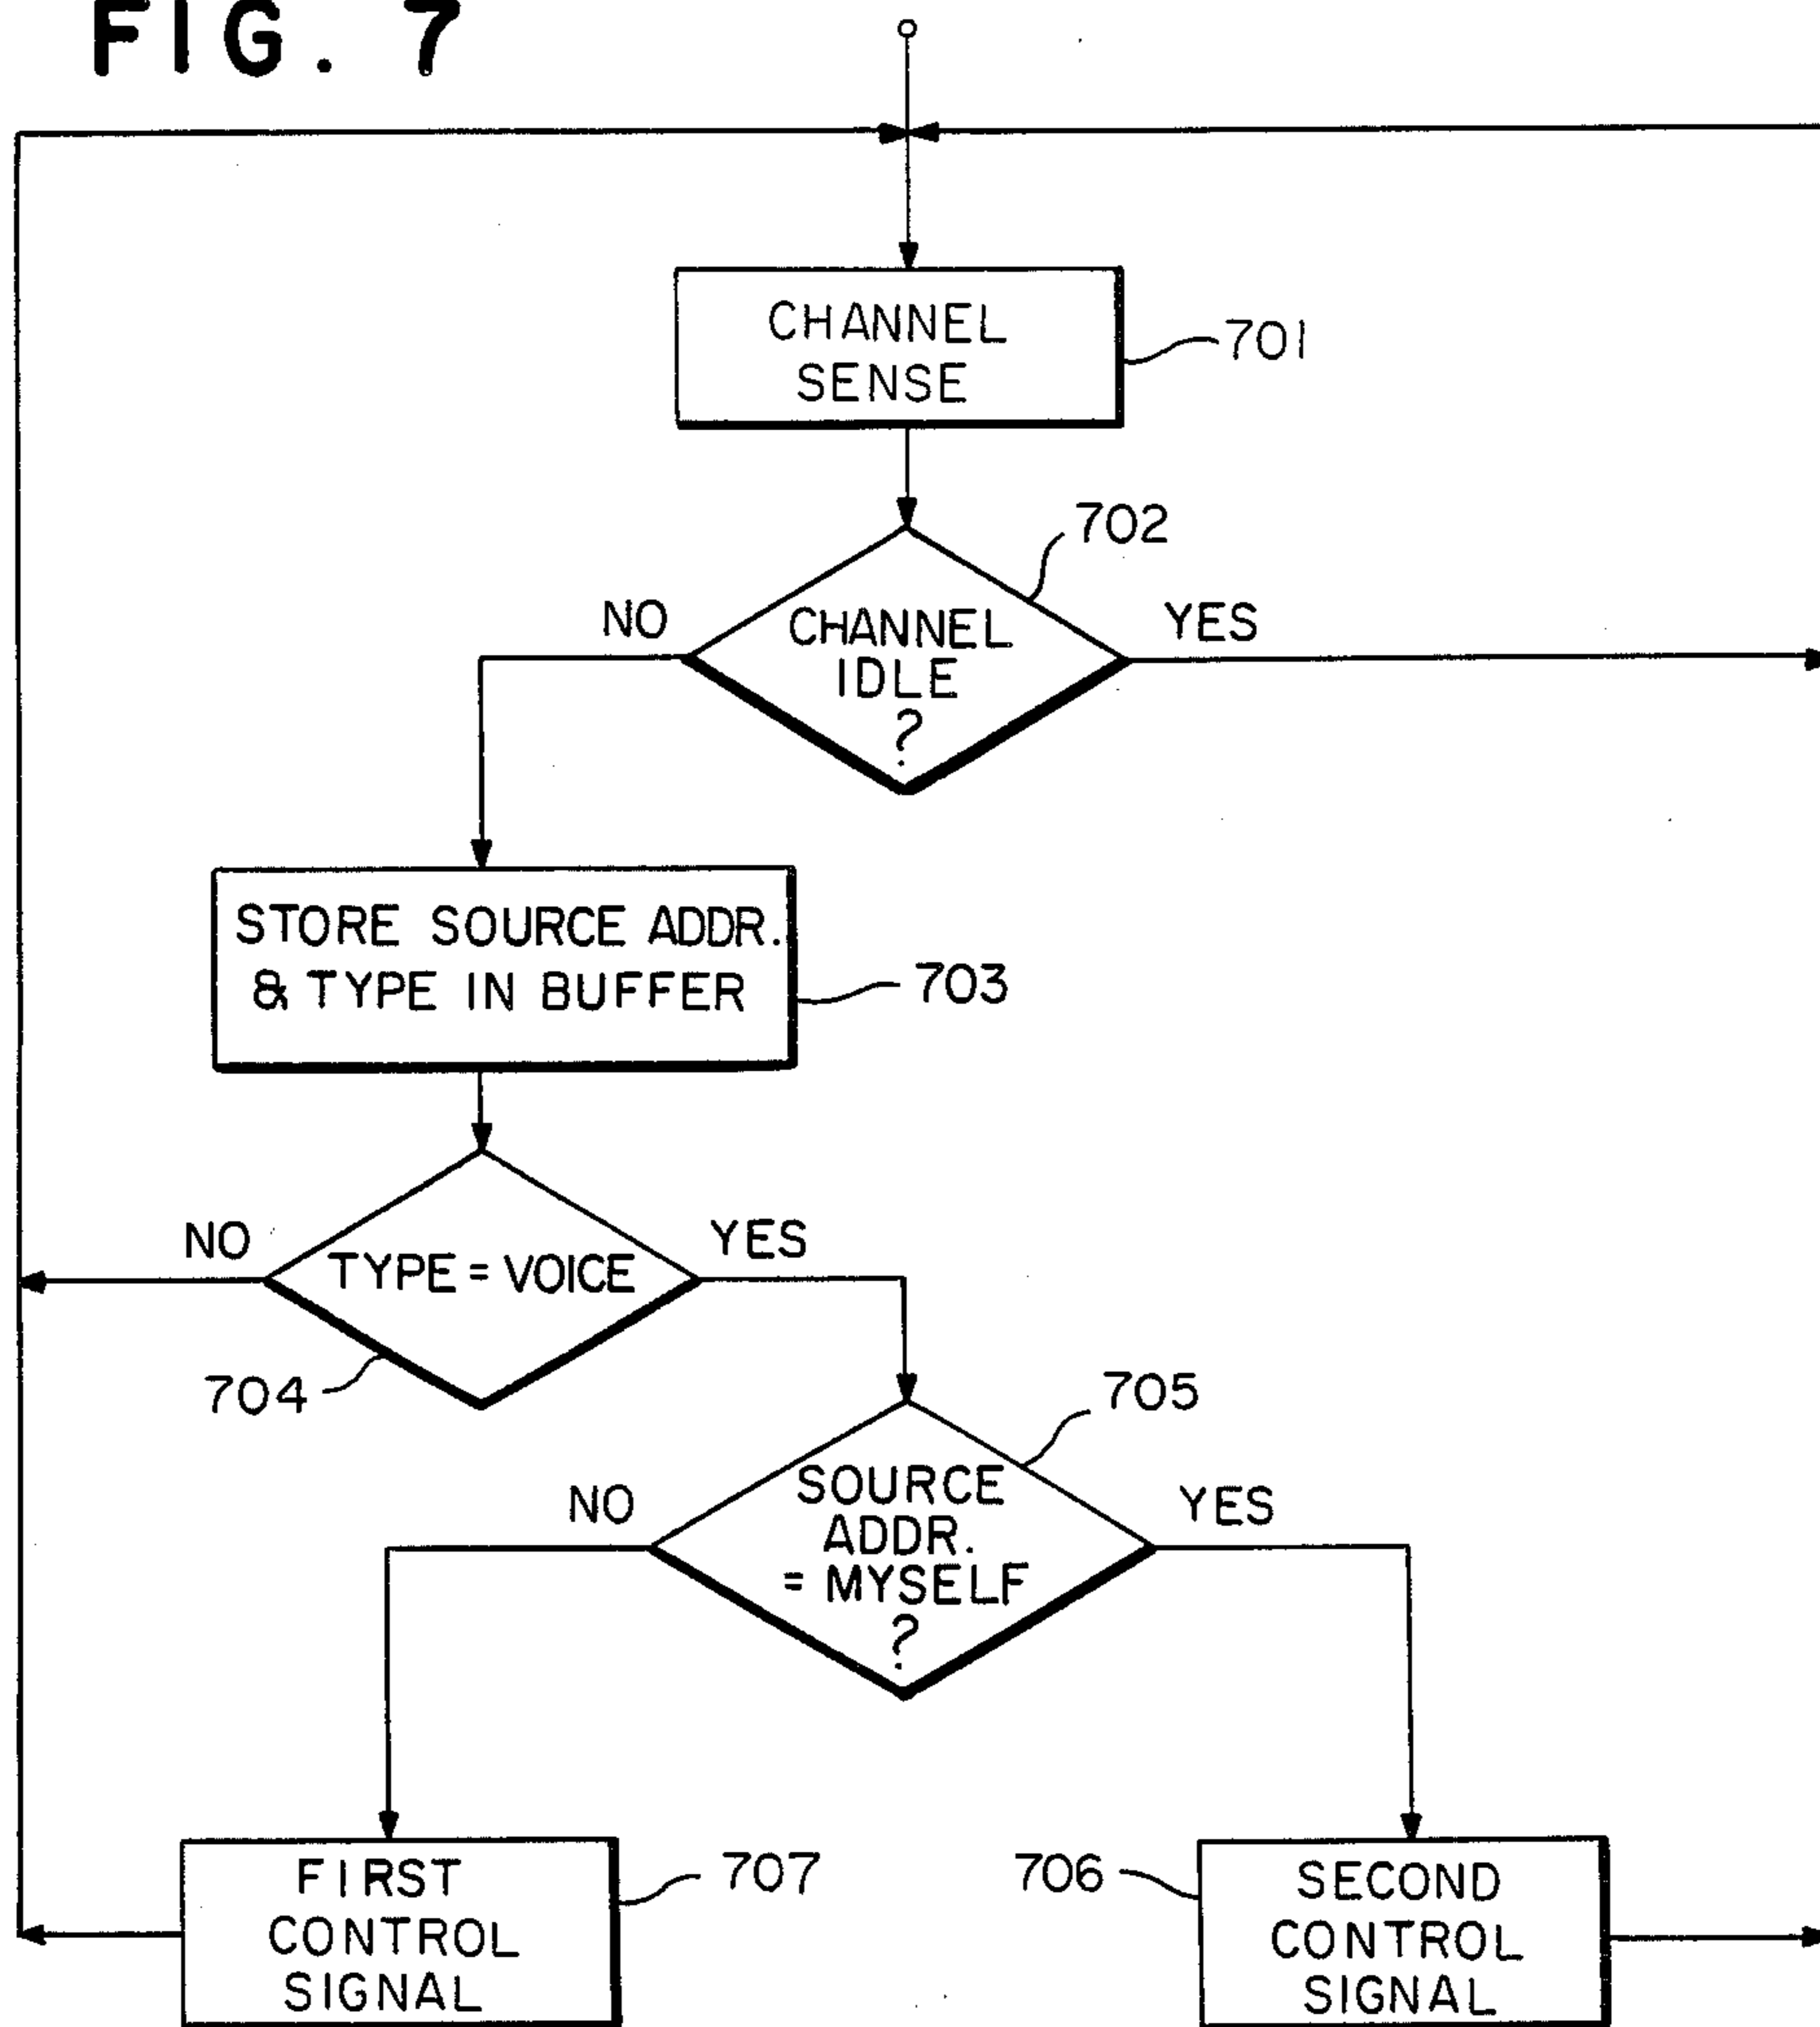 FIG. 7
CHANNEL
SENSE
701
702
NO
CHANNEL
IDLE
?
YES
STORE SOURCE ADDR.
& TYPE IN BUFFER
703
NO
TYPE = VOICE
YES
704
705
NO
SOURCE
ADDR.
= MYSELF
?
YES
FIRST
CONTROL
SIGNAL
707
706
SECOND
CONTROL
SIGNAL